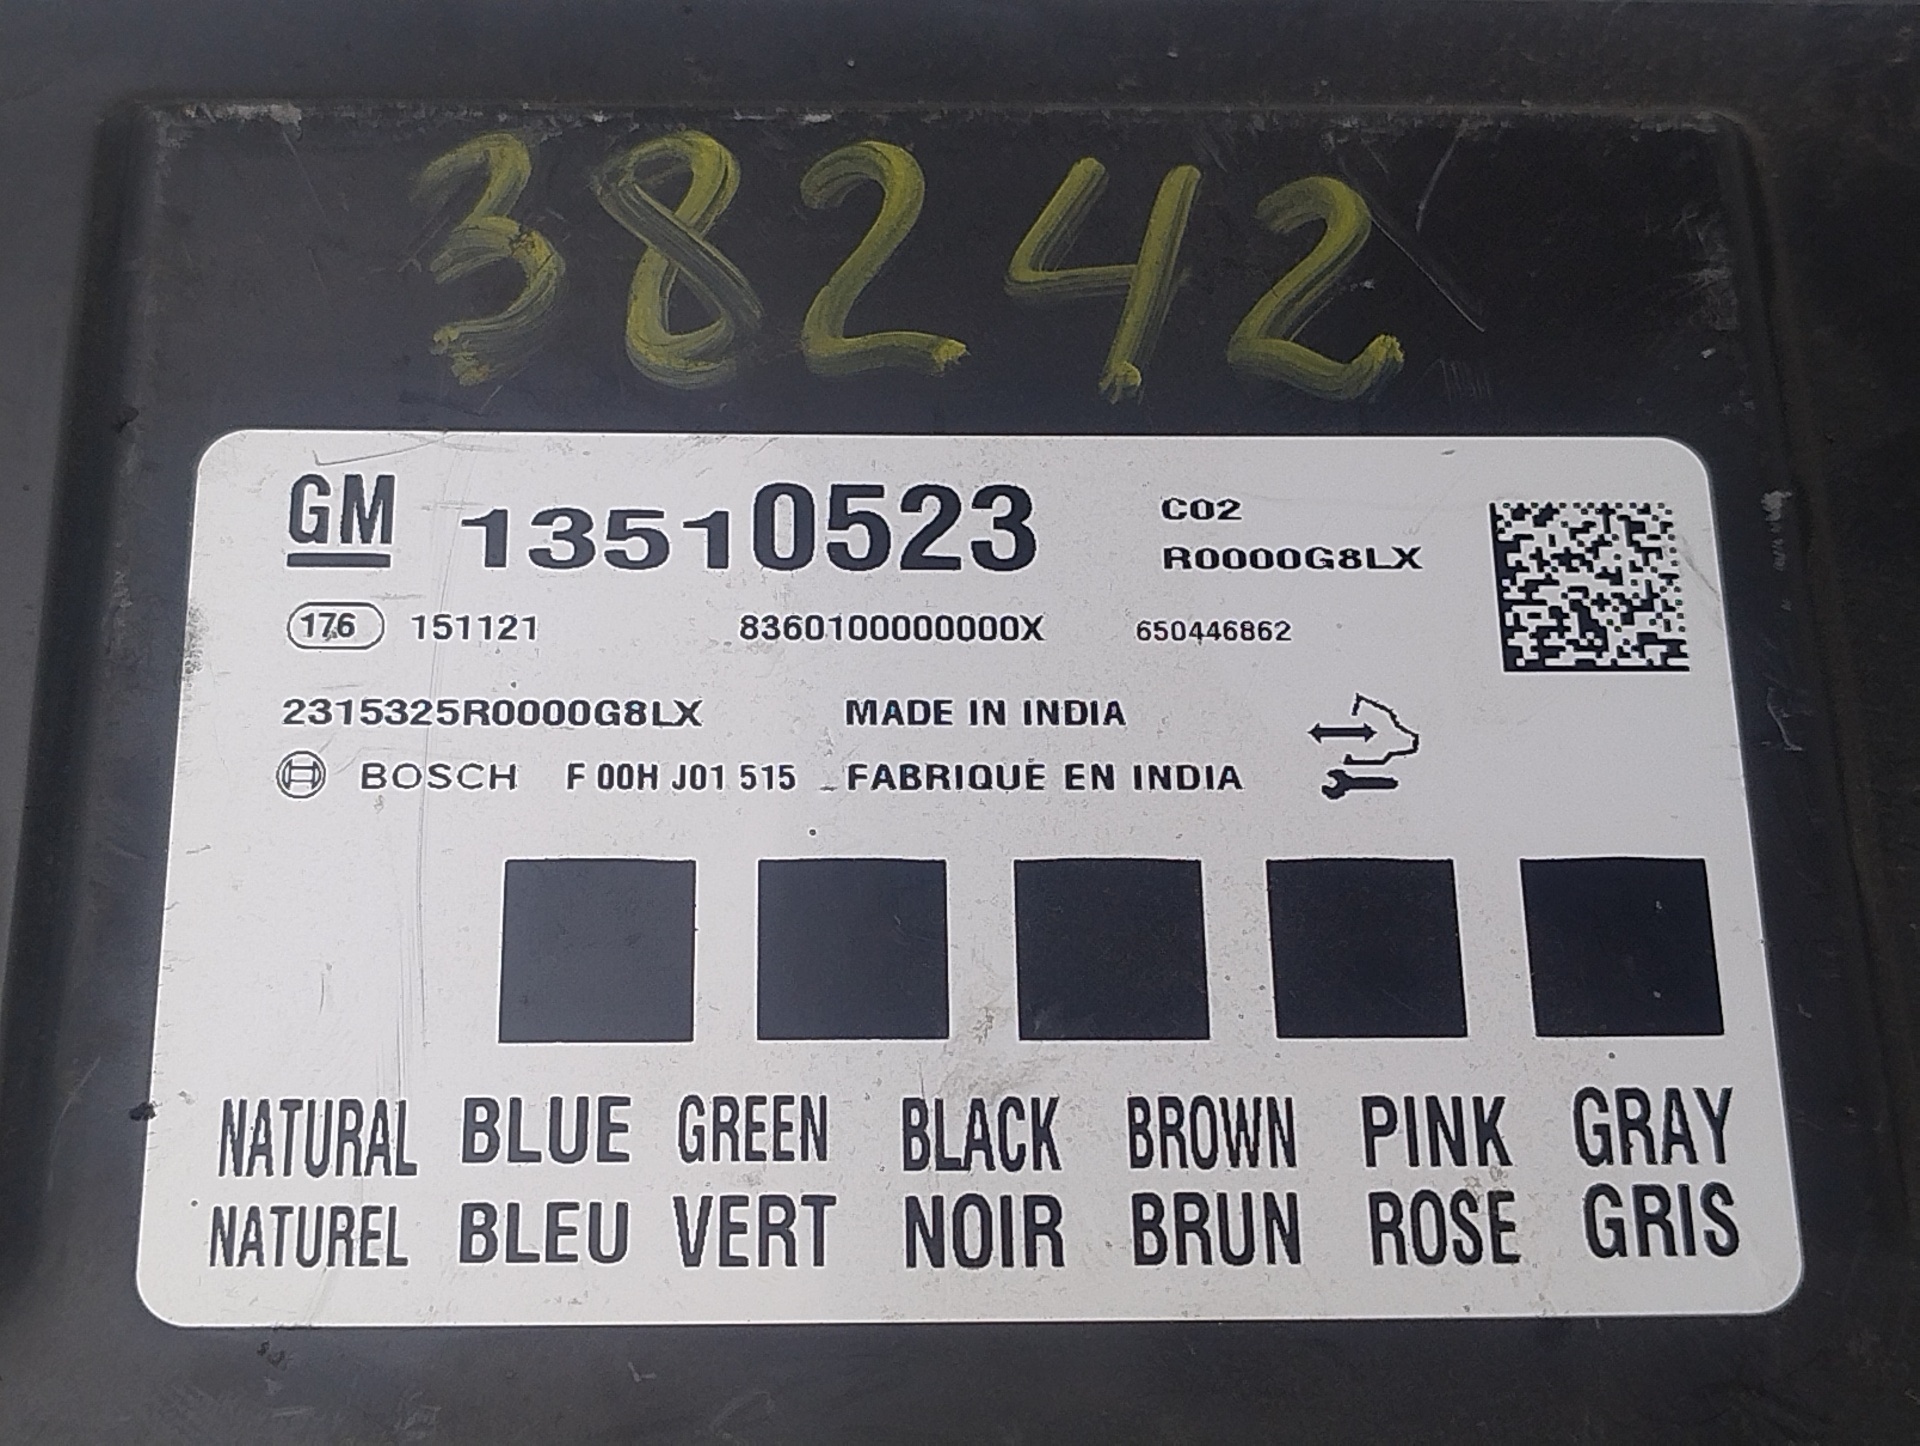 38242
GM 13510523 C02
R0000G8LX
176 151121 8360100000000X 650446862
2315325R0000G8LX MADE IN INDIA
BOSCH F 00H J01 515 FABRIQUE EN INDIA
NATURAL BLUE GREEN BLACK BROWN PINK GRAY
NATUREL BLEU VERT NOIR BRUN ROSE GRIS